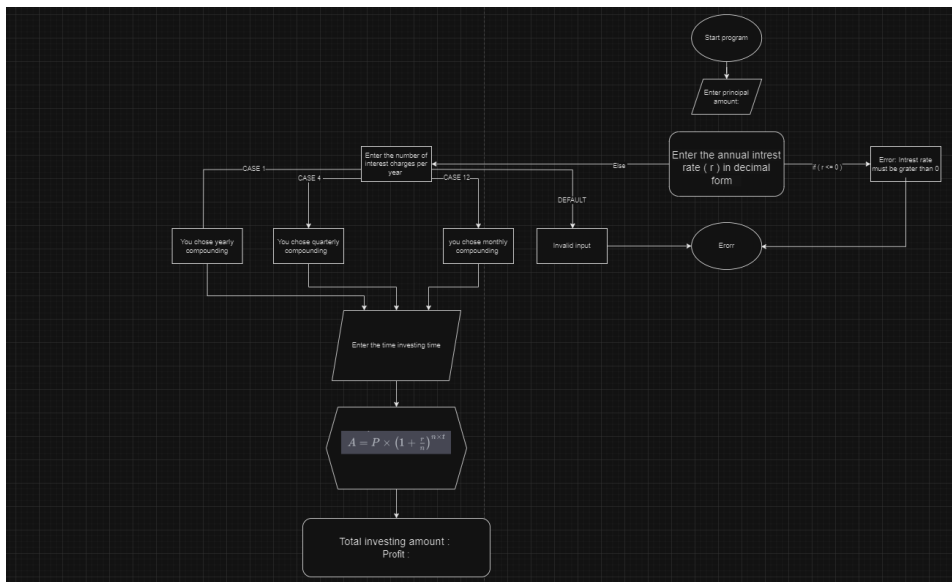 Start program
Enter principal
amount:
Enter the annual intrest
rate ( r ) in decimal
form
if ( r <= 0 )
Error: Intrest rate
must be grater than 0
Else
Enter the number of
interest charges per
year
CASE 1
CASE 4
CASE 12
DEFAULT
You chose yearly
compounding
You chose quarterly
compounding
you chose monthly
compounding
Invalid input
Erorr
Enter the time investing time
A = P × (1 + r/n)^{n×t}
Total investing amount :
Profit :